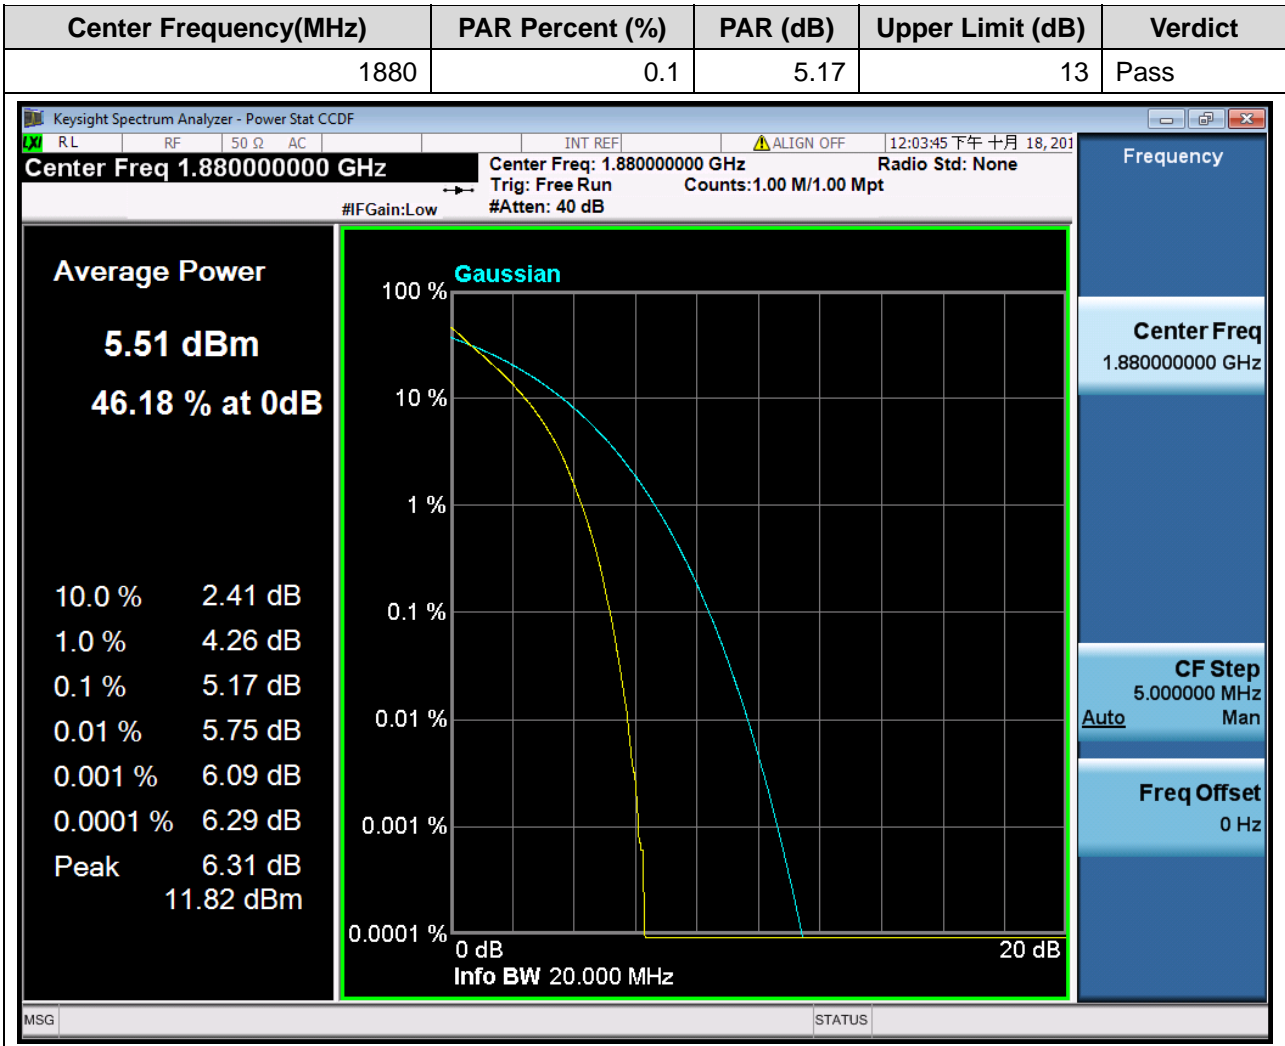 Center Frequency(MHz) PAR Percent (%) PAR (dB) Upper Limit (dB) Verdict
1880 0.1 5.17 13 Pass
Keysight Spectrum Analyzer - Power Stat CCDF
LXI RL RF 50 Ω AC INT REF ALIGN OFF 12:03:45 下午 十月 18, 201
Center Freq 1.880000000 GHz
Center Freq: 1.880000000 GHz Radio Std: None
Trig: Free Run Counts:1.00 M/1.00 Mpt
#IFGain:Low #Atten: 40 dB
Average Power
5.51 dBm
46.18 % at 0dB
10.0 % 2.41 dB
1.0 % 4.26 dB
0.1 % 5.17 dB
0.01 % 5.75 dB
0.001 % 6.09 dB
0.0001 % 6.29 dB
Peak 6.31 dB
11.82 dBm
Gaussian
100 %
10 %
1 %
0.1 %
0.01 %
0.001 %
0.0001 %
0 dB 20 dB
Info BW 20.000 MHz
Frequency
Center Freq
1.880000000 GHz
CF Step
5.000000 MHz
Auto Man
Freq Offset
0 Hz
MSG STATUS